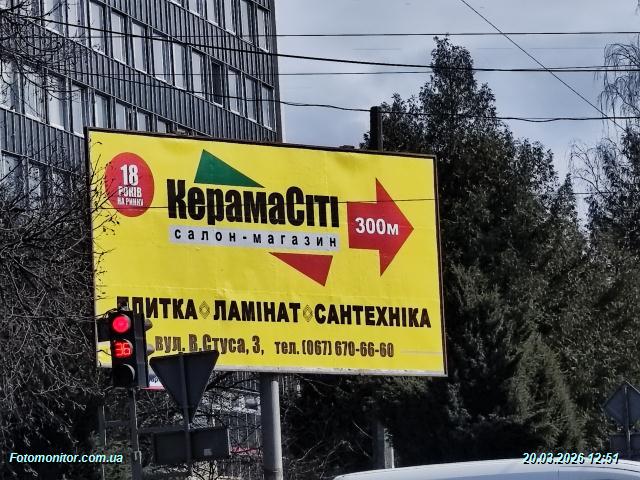 18
РОКІВ
НА РИНКУ
КерамаСіті
салон-магазин
300м
ПЛИТКА◇ЛАМІНАТ◇САНТЕХНІКА
вул. В.Стуса, 3, тел. (067) 670-66-60
36
Fotomonitor.com.ua
20.03.2026 12:51